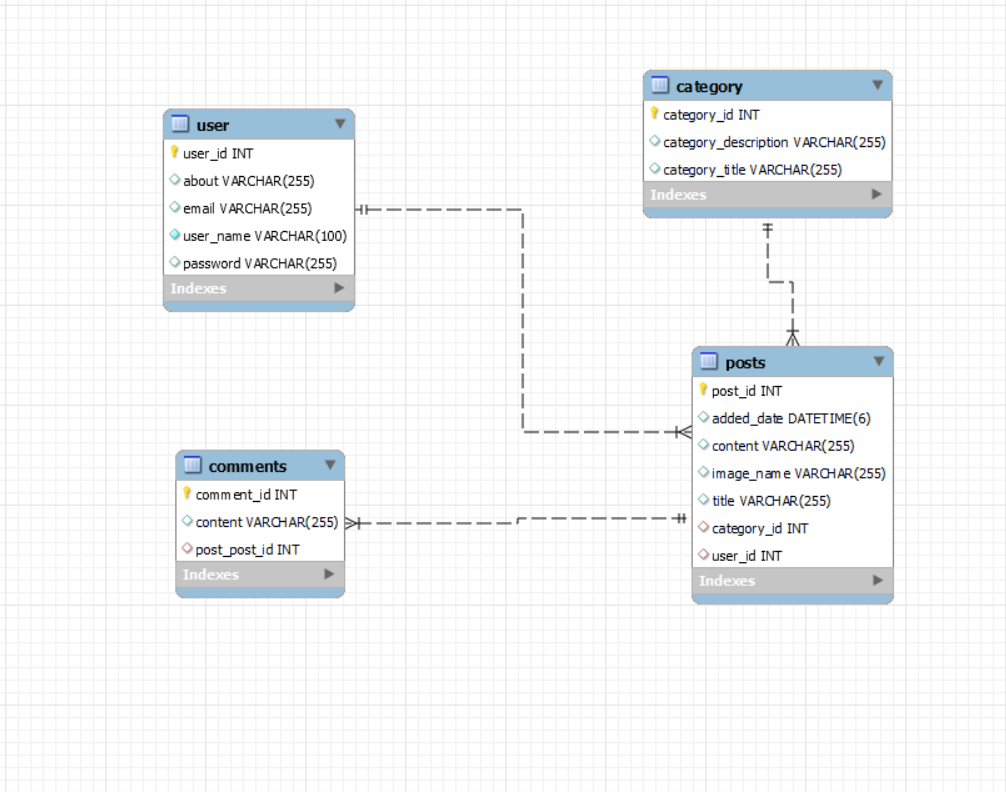 user
user_id INT
about VARCHAR(255)
email VARCHAR(255)
user_name VARCHAR(100)
password VARCHAR(255)
Indexes
category
category_id INT
category_description VARCHAR(255)
category_title VARCHAR(255)
Indexes
comments
comment_id INT
content VARCHAR(255)
post_post_id INT
Indexes
posts
post_id INT
added_date DATETIME(6)
content VARCHAR(255)
image_name VARCHAR(255)
title VARCHAR(255)
category_id INT
user_id INT
Indexes